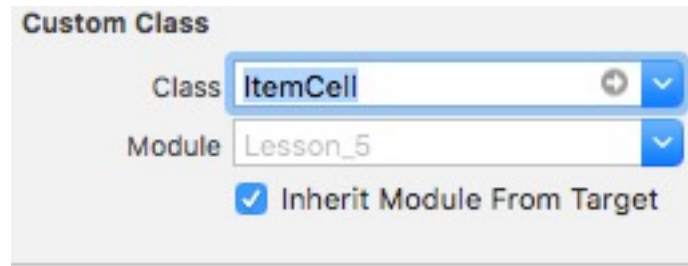 Custom Class
Class ItemCell
Module Lesson_5
Inherit Module From Target